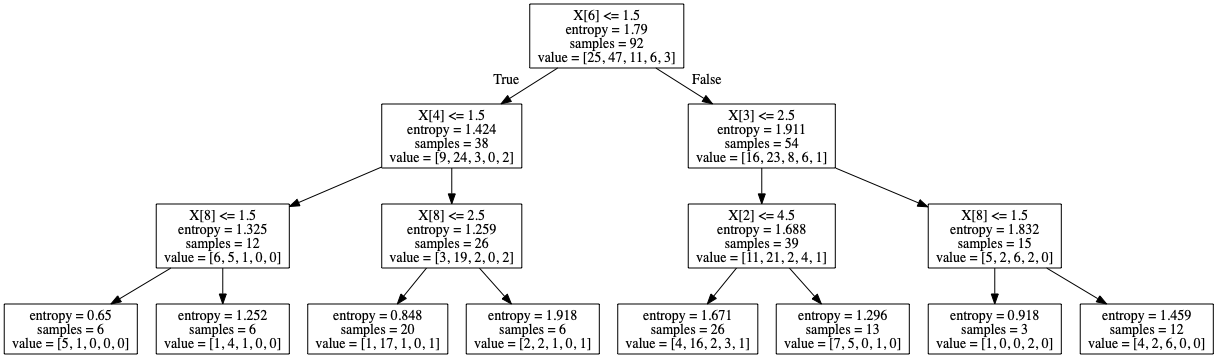 X[6] <= 1.5
entropy = 1.79
samples = 92
value = [25, 47, 11, 6, 3]
True
False
X[4] <= 1.5
entropy = 1.424
samples = 38
value = [9, 24, 3, 0, 2]
X[3] <= 2.5
entropy = 1.911
samples = 54
value = [16, 23, 8, 6, 1]
X[8] <= 1.5
entropy = 1.325
samples = 12
value = [6, 5, 1, 0, 0]
X[8] <= 2.5
entropy = 1.259
samples = 26
value = [3, 19, 2, 0, 2]
X[2] <= 4.5
entropy = 1.688
samples = 39
value = [11, 21, 2, 4, 1]
X[8] <= 1.5
entropy = 1.832
samples = 15
value = [5, 2, 6, 2, 0]
entropy = 0.65
samples = 6
value = [5, 1, 0, 0, 0]
entropy = 1.252
samples = 6
value = [1, 4, 1, 0, 0]
entropy = 0.848
samples = 20
value = [1, 17, 1, 0, 1]
entropy = 1.918
samples = 6
value = [2, 2, 1, 0, 1]
entropy = 1.671
samples = 26
value = [4, 16, 2, 3, 1]
entropy = 1.296
samples = 13
value = [7, 5, 0, 1, 0]
entropy = 0.918
samples = 3
value = [1, 0, 0, 2, 0]
entropy = 1.459
samples = 12
value = [4, 2, 6, 0, 0]